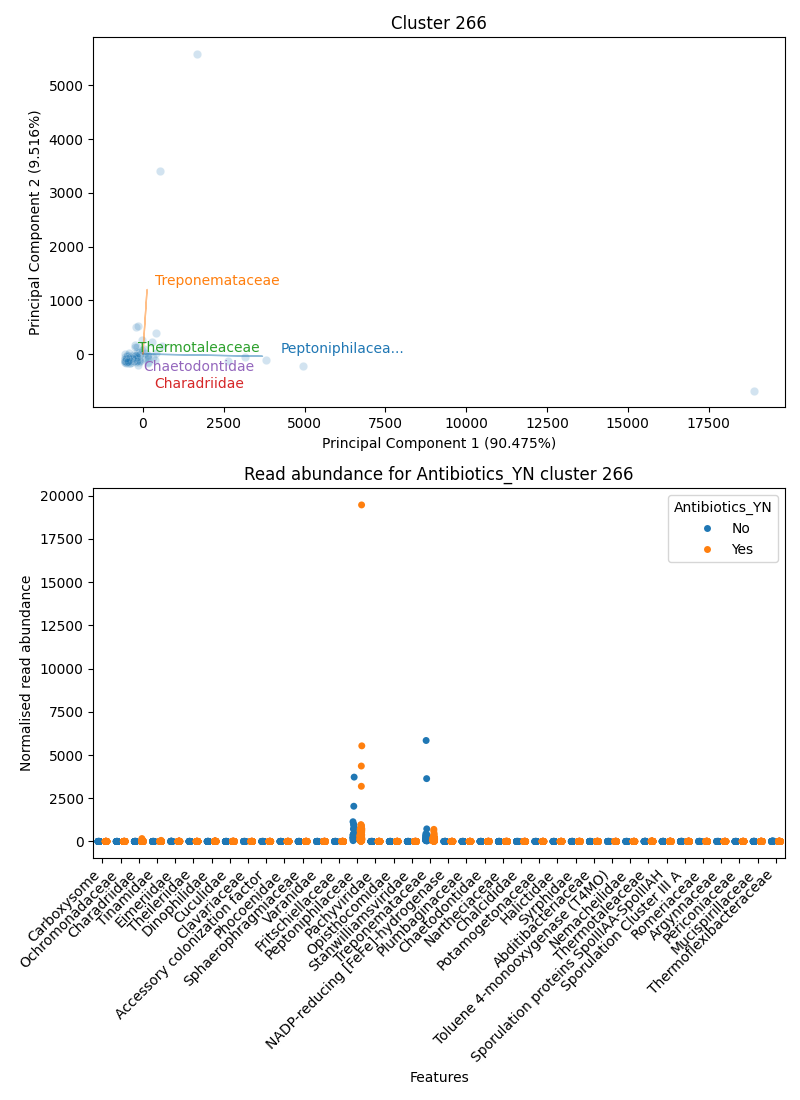 Cluster 266
Principal Component 2 (9.516%)
5000
4000
3000
2000
1000
0
Treponemataceae
Thermotaleaceae
Peptoniphilacea...
Chaetodontidae
Charadriidae
0 2500 5000 7500 10000 12500 15000 17500
Principal Component 1 (90.475%)
Read abundance for Antibiotics_YN cluster 266
Normalised read abundance
20000
17500
15000
12500
10000
7500
5000
2500
0
Antibiotics_YN
No
Yes
Carboxysome
Ochromonadaceae
Charadriidae
Tinamidae
Eimeriidae
Theileriidae
Dinophilidae
Cuculidae
Clavariaceae
Accessory colonization factor
Phocoenidae
Sphaerophragmiaceae
Varanidae
Fritschiellaceae
Peptoniphilaceae
Pachyviridae
Opisthocomidae
Stanwilliamsviridae
Treponemataceae
NADP-reducing [FeFe]-hydrogenase
Plumbaginaceae
Chaetodontidae
Nartheciaceae
Chalcididae
Potamogetonaceae
Halictidae
Syrphidae
Abditibacteriaceae
Toluene 4-monooxygenase (T4MO)
Nemacheilidae
Thermotaleaceae
Sporulation proteins SpoIIIAA-SpoIIIAH
Sporulation Cluster III A
Romeriaceae
Argynnaceae
Periconiaceae
Mucispirillaceae
Thermoflexibacteraceae
Features